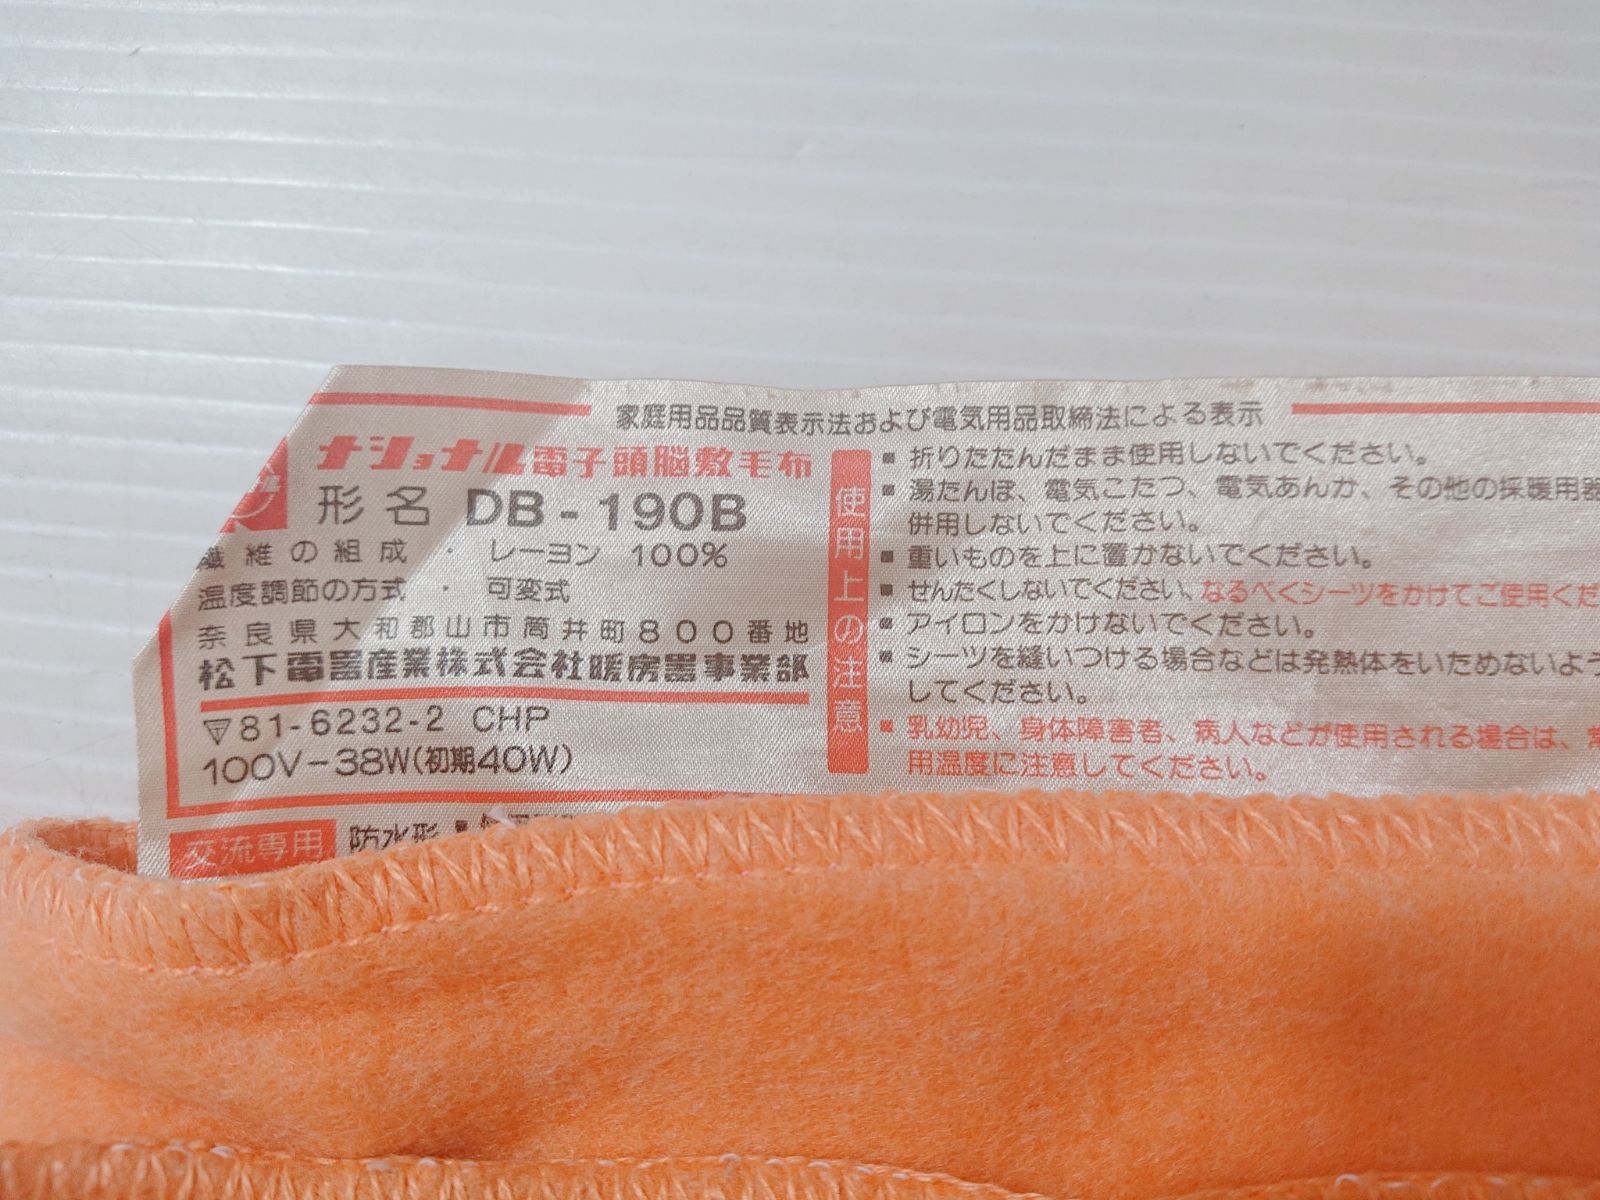 家庭用品品質表示法および電気用品取締法による表示
ナショナル電子頭脳敷毛布
形名 DB-190B
繊維の組成・レーヨン 100%
温度調節の方式・可変式
奈良県大和郡山市筒井町800番地
松下電器産業株式会社暖房器事業部
81-6232-2 CHP
100V-38W(初期40W)
交流専用 防水形
使用上の注意
▪折りたたんだまま使用しないでください。
▪湯たんぽ、電気こたつ、電気あんか、その他の採暖用器
併用しないでください。
▪重いものを上に置かないでください。
▪せんたくしないでください、なるべくシーツをかけてご使用くだ
▪アイロンをかけないでください。
▪シーツを縫いつける場合などは発熱体をいためないよう
してください。
▪乳幼児、身体障害者、病人などが使用される場合は、常
用温度に注意してください。